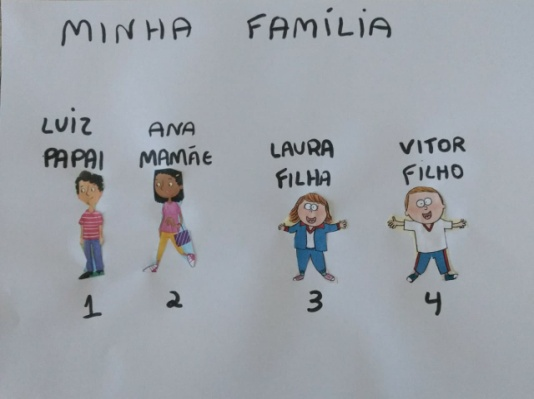 MINHA FAMÍLIA
LUIZ
PAPAI
ANA
MAMÃE
LAURA
FILHA
VITOR
FILHO
1 2 3 4